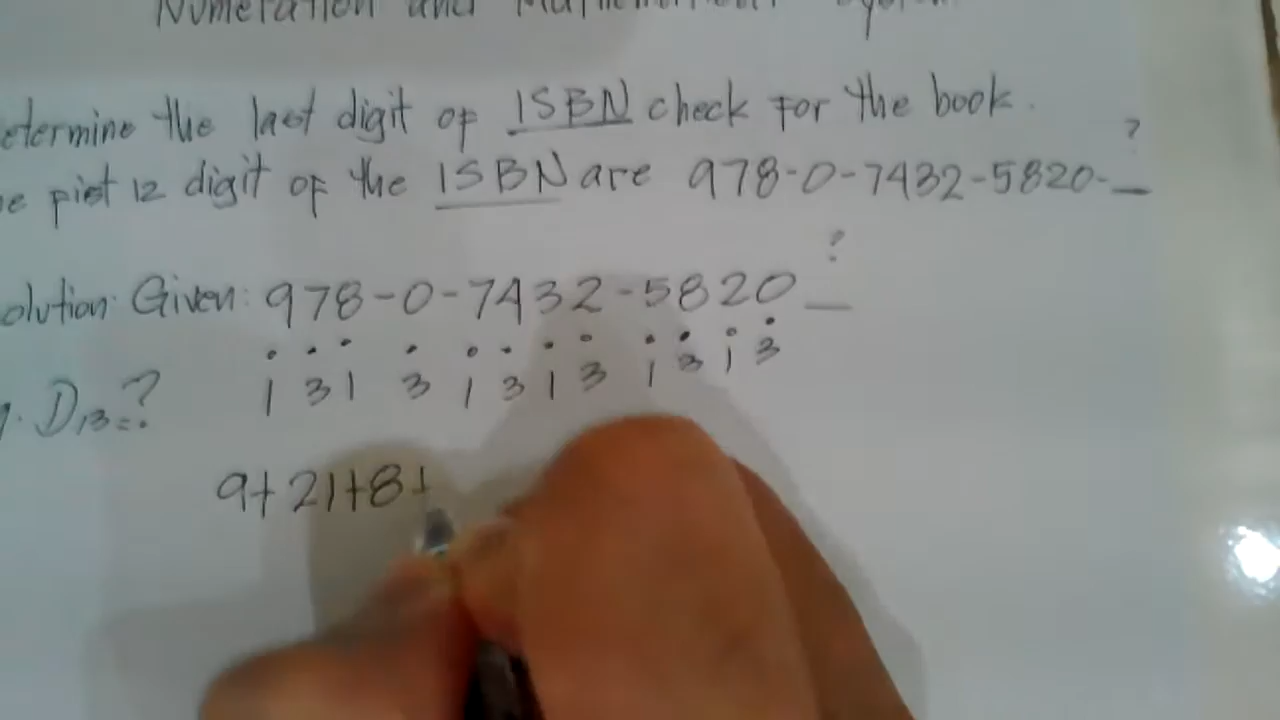 Numeration and Mathematical System
etermine the last digit of ISBN check for the book.
?
e first 12 digit of the ISBN are 978-0-7432-5820-_
?
olution: Given: 978-0-7432-5820_
1 3 1 3 1 3 1 3 1 3 1 3
D13=?
9+21+8+